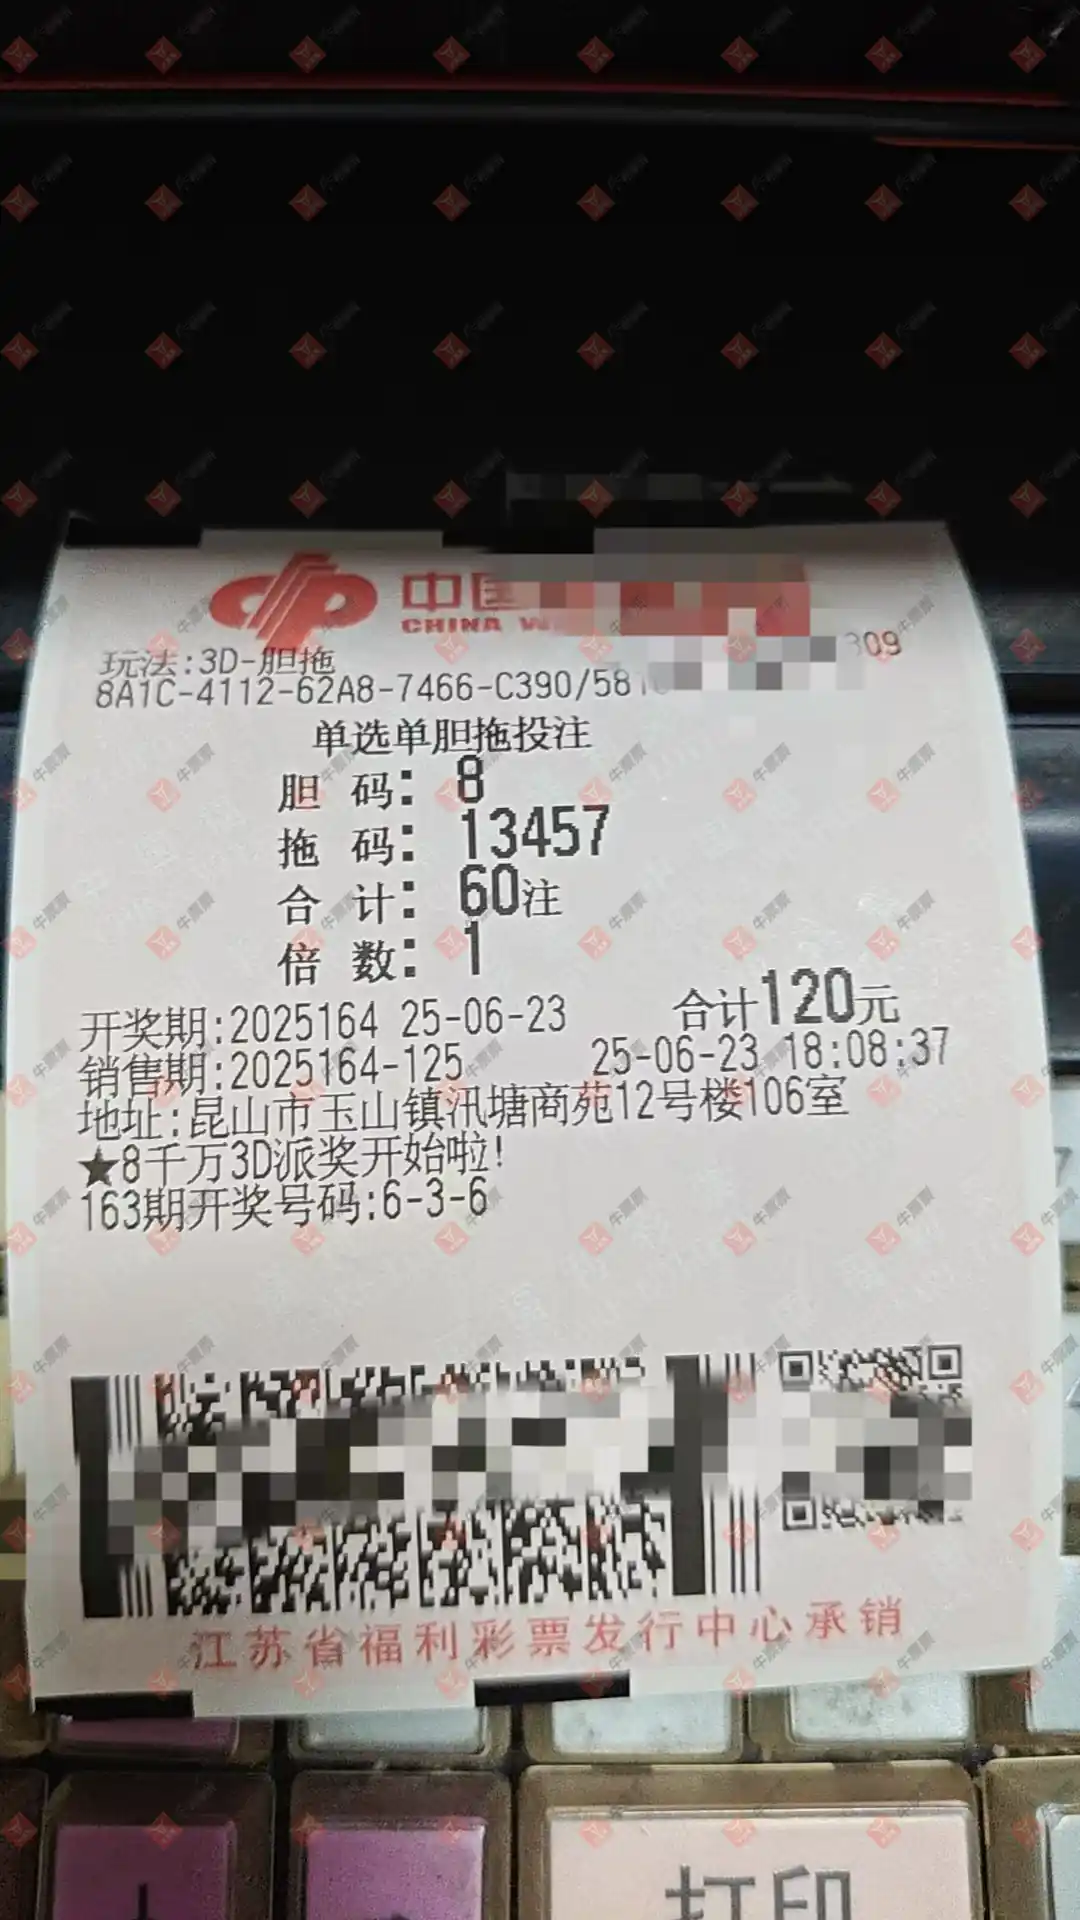 中国
CHINA W
309
玩法:3D-胆拖
8A1C-4112-62A8-7466-C390/581
单选单胆拖投注
胆 码: 8
拖 码: 13457
合 计: 60注
倍 数: 1
开奖期:2025164 25-06-23 合计120元
销售期:2025164-125 25-06-23 18:08:37
地址:昆山市玉山镇汛塘商苑12号楼106室
★8千万3D派奖开始啦!
163期开奖号码:6-3-6
江苏省福利彩票发行中心承销
打印
牛票票